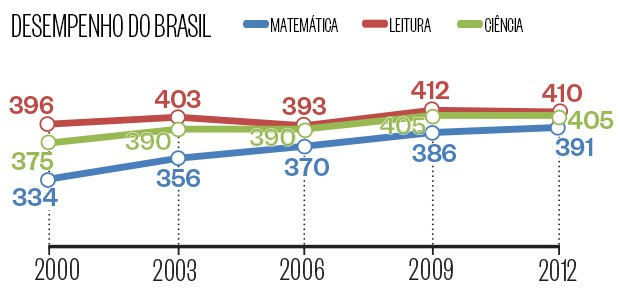 DESEMPENHO DO BRASIL MATEMÁTICA LEITURA CIÊNCIA
396 403 393 412 410
375 390 390 405 405
334 356 370 386 391
2000 2003 2006 2009 2012